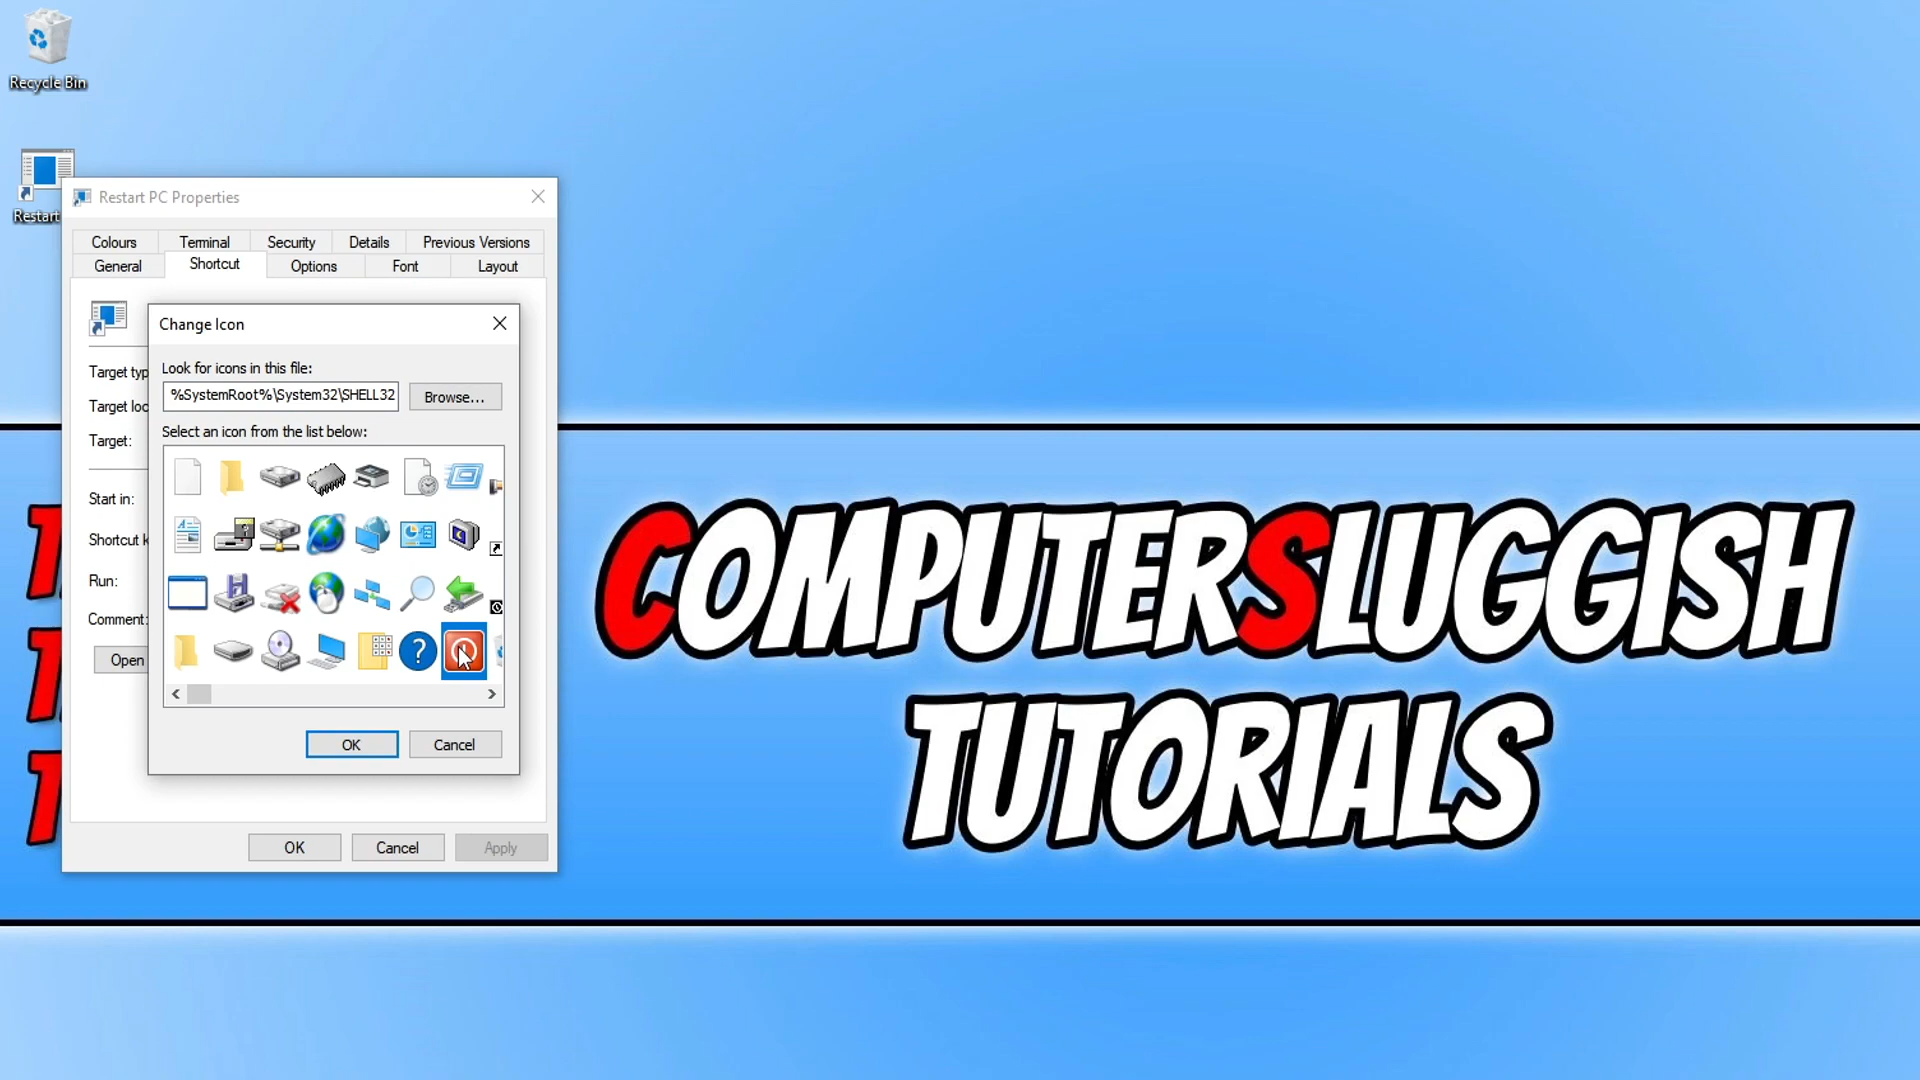 Recycle Bin
Restart
Restart PC Properties
Colours
Terminal
Security
Details
Previous Versions
General
Shortcut
Options
Font
Layout
Change Icon
Look for icons in this file:
%SystemRoot%\System32\SHELL32
Browse...
Select an icon from the list below:
Target typ
Target loc
Target:
Start in:
Shortcut k
Run:
Comment:
Open
OK
Cancel
OK
Cancel
Apply
T
T
T
COMPUTERSLUGGISH
TUTORIALS